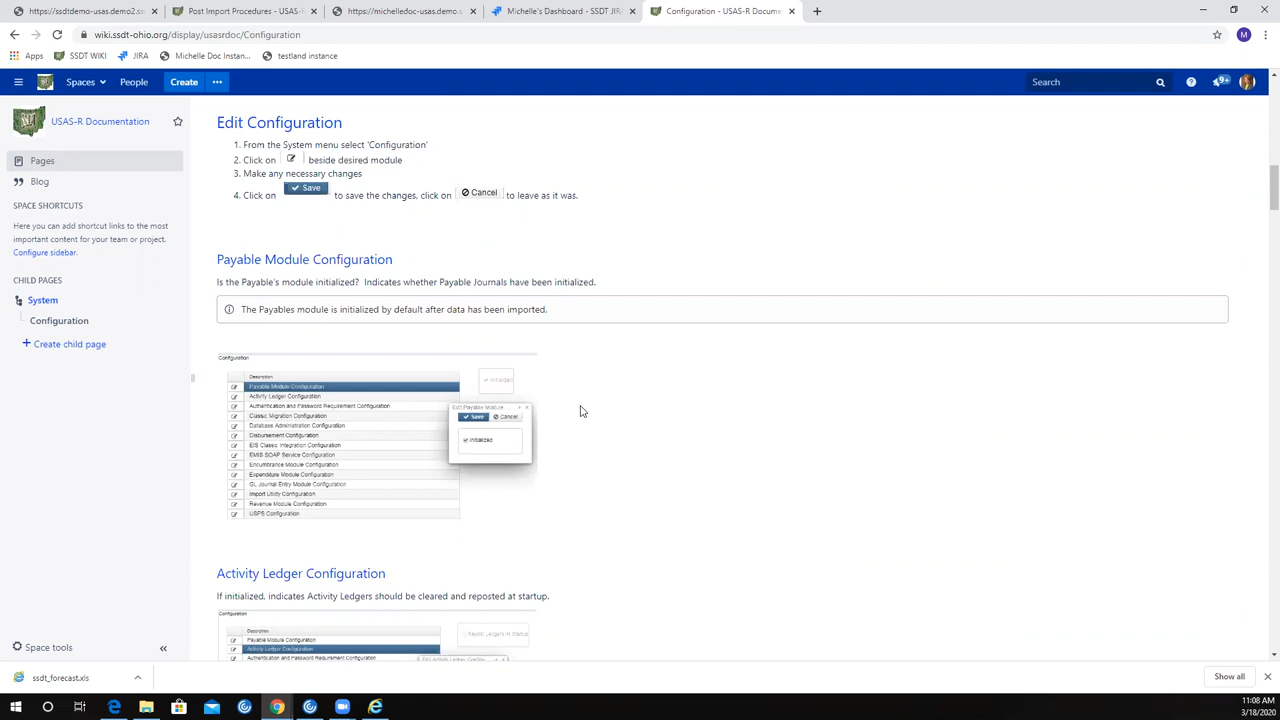 https://ssdtdemo-usas.demo2.ss
Post Import Procedures - USAS-R
https://michelledoc-usas.demo.s
Michelle's Dashboard - SSDT JIRA
Configuration - USAS-R Docume
wiki.ssdt-ohio.org/display/usasrdoc/Configuration
M
Apps
SSDT WIKI
JIRA
Michelle Doc Instan...
testland instance
Spaces
People
Create
Search
9+
USAS-R Documentation
Pages
Blog
SPACE SHORTCUTS
Here you can add shortcut links to the most
important content for your team or project.
Configure sidebar.
CHILD PAGES
System
Configuration
Create child page
Space tools
Edit Configuration
1. From the System menu select 'Configuration'
2. Click on beside desired module
3. Make any necessary changes
4. Click on Save to save the changes, click on Cancel to leave as it was.
Payable Module Configuration
Is the Payable's module initialized? Indicates whether Payable Journals have been initialized.
The Payables module is initialized by default after data has been imported.
Configuration
Description
Payable Module Configuration
Activity Ledger Configuration
Authentication and Password Requirement Configuration
Classic Migration Configuration
Database Administration Configuration
Disbursement Configuration
EIS Classic Integration Configuration
EMIS SOAP Service Configuration
Encumbrance Module Configuration
Expenditure Module Configuration
GL Journal Entry Module Configuration
Import Utility Configuration
Revenue Module Configuration
USPS Configuration
Initialized
Edit Payable Module
Save Cancel
Initialized
Activity Ledger Configuration
If initialized, indicates Activity Ledgers should be cleared and reposted at startup.
Configuration
Description
Payable Module Configuration
Activity Ledger Configuration
Authentication and Password Requirement Configuration
Repost Ledgers At Startup
Edit Activity Ledger Config...
ssdt_forecast.xls
Show all
11:08 AM
3/18/2020